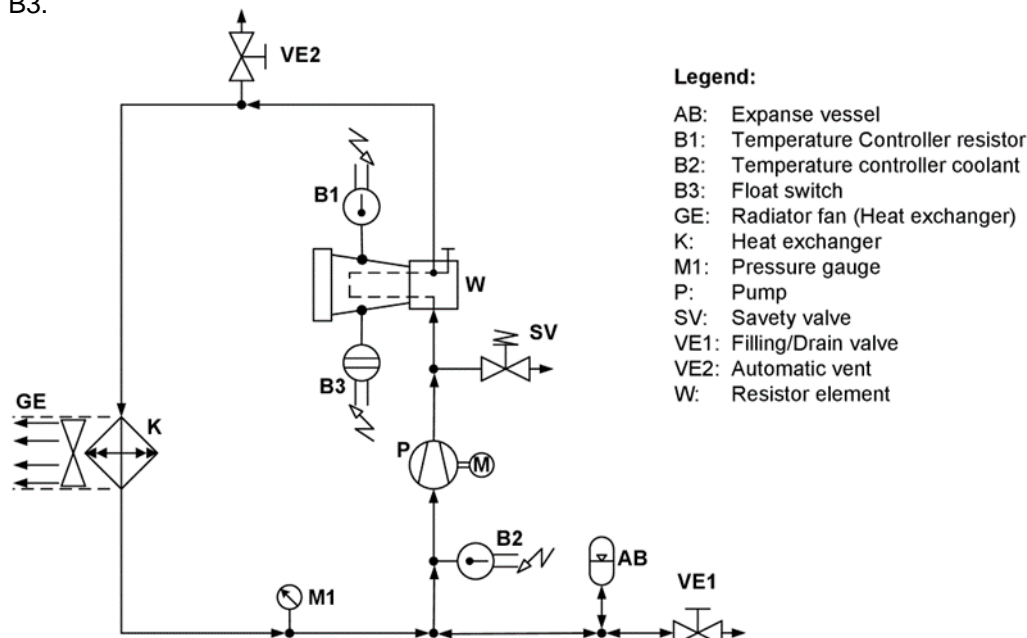 B3.
VE2
B1
W
SV
B3
GE
K
P
M
B2
AB
M1
VE1
Legend:
AB: Expanse vessel
B1: Temperature Controller resistor
B2: Temperature controller coolant
B3: Float switch
GE: Radiator fan (Heat exchanger)
K: Heat exchanger
M1: Pressure gauge
P: Pump
SV: Savety valve
VE1: Filling/Drain valve
VE2: Automatic vent
W: Resistor element